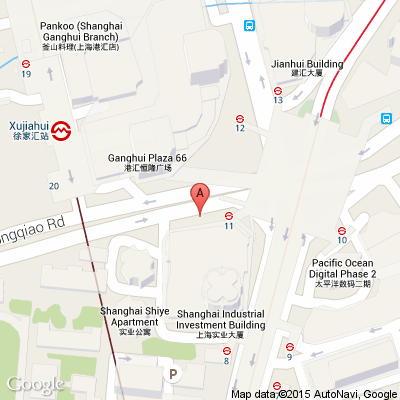 Pankoo (Shanghai
Ganghui Branch)
釜山料理(上海港汇店)
19
Jianhui Building
建汇大厦
13
12
Xujiahui
徐家汇站
Ganghui Plaza 66
港汇恒隆广场
20
A
ngqiao Rd
11
10
Pacific Ocean
Digital Phase 2
太平洋数码二期
Shanghai Shiye
Apartment
实业公寓
Shanghai Industrial
Investment Building
上海实业大厦
8
9
P
Google
Map data ©2015 AutoNavi, Google